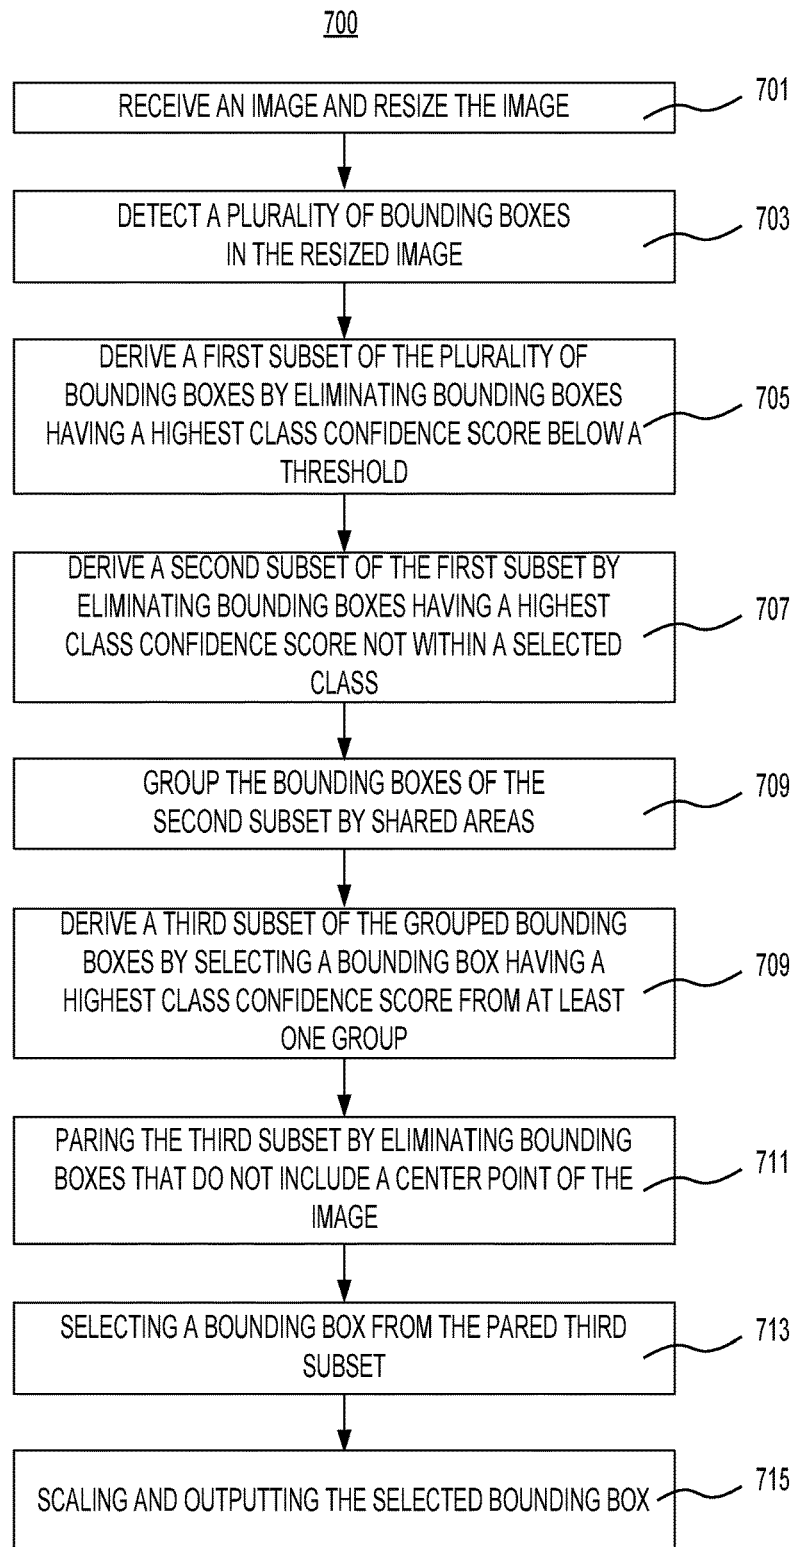 700
RECEIVE AN IMAGE AND RESIZE THE IMAGE
701
DETECT A PLURALITY OF BOUNDING BOXES
IN THE RESIZED IMAGE
703
DERIVE A FIRST SUBSET OF THE PLURALITY OF
BOUNDING BOXES BY ELIMINATING BOUNDING BOXES
HAVING A HIGHEST CLASS CONFIDENCE SCORE BELOW A
THRESHOLD
705
DERIVE A SECOND SUBSET OF THE FIRST SUBSET BY
ELIMINATING BOUNDING BOXES HAVING A HIGHEST
CLASS CONFIDENCE SCORE NOT WITHIN A SELECTED
CLASS
707
GROUP THE BOUNDING BOXES OF THE
SECOND SUBSET BY SHARED AREAS
709
DERIVE A THIRD SUBSET OF THE GROUPED BOUNDING
BOXES BY SELECTING A BOUNDING BOX HAVING A
HIGHEST CLASS CONFIDENCE SCORE FROM AT LEAST
ONE GROUP
709
PARING THE THIRD SUBSET BY ELIMINATING BOUNDING
BOXES THAT DO NOT INCLUDE A CENTER POINT OF THE
IMAGE
711
SELECTING A BOUNDING BOX FROM THE PARED THIRD
SUBSET
713
SCALING AND OUTPUTTING THE SELECTED BOUNDING BOX
715